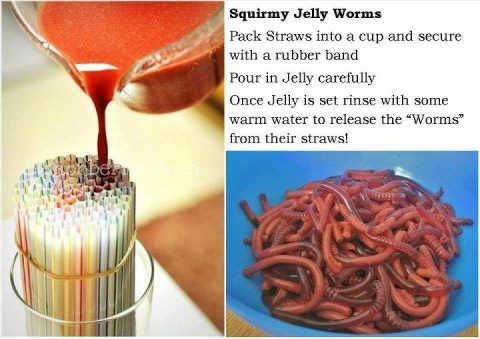 Squirmy Jelly Worms
Pack Straws into a cup and secure
with a rubber band
Pour in Jelly carefully
Once Jelly is set rinse with some
warm water to release the “Worms”
from their straws!